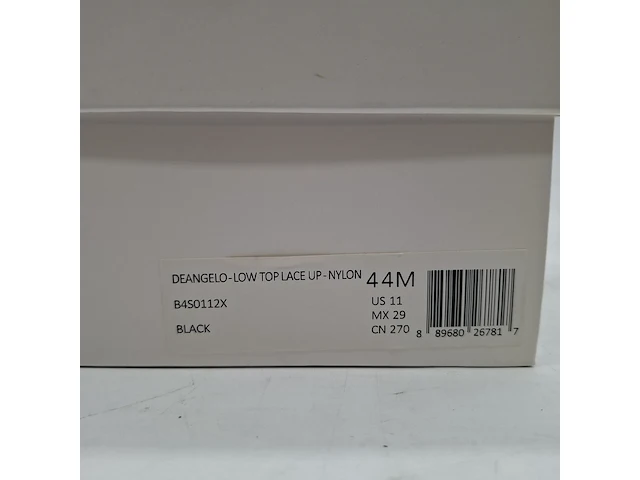 DEANGELO-LOW TOP LACE UP-NYLON 44M
B4S0112X US 11
MX 29
BLACK CN 270
8 89680 26781 7